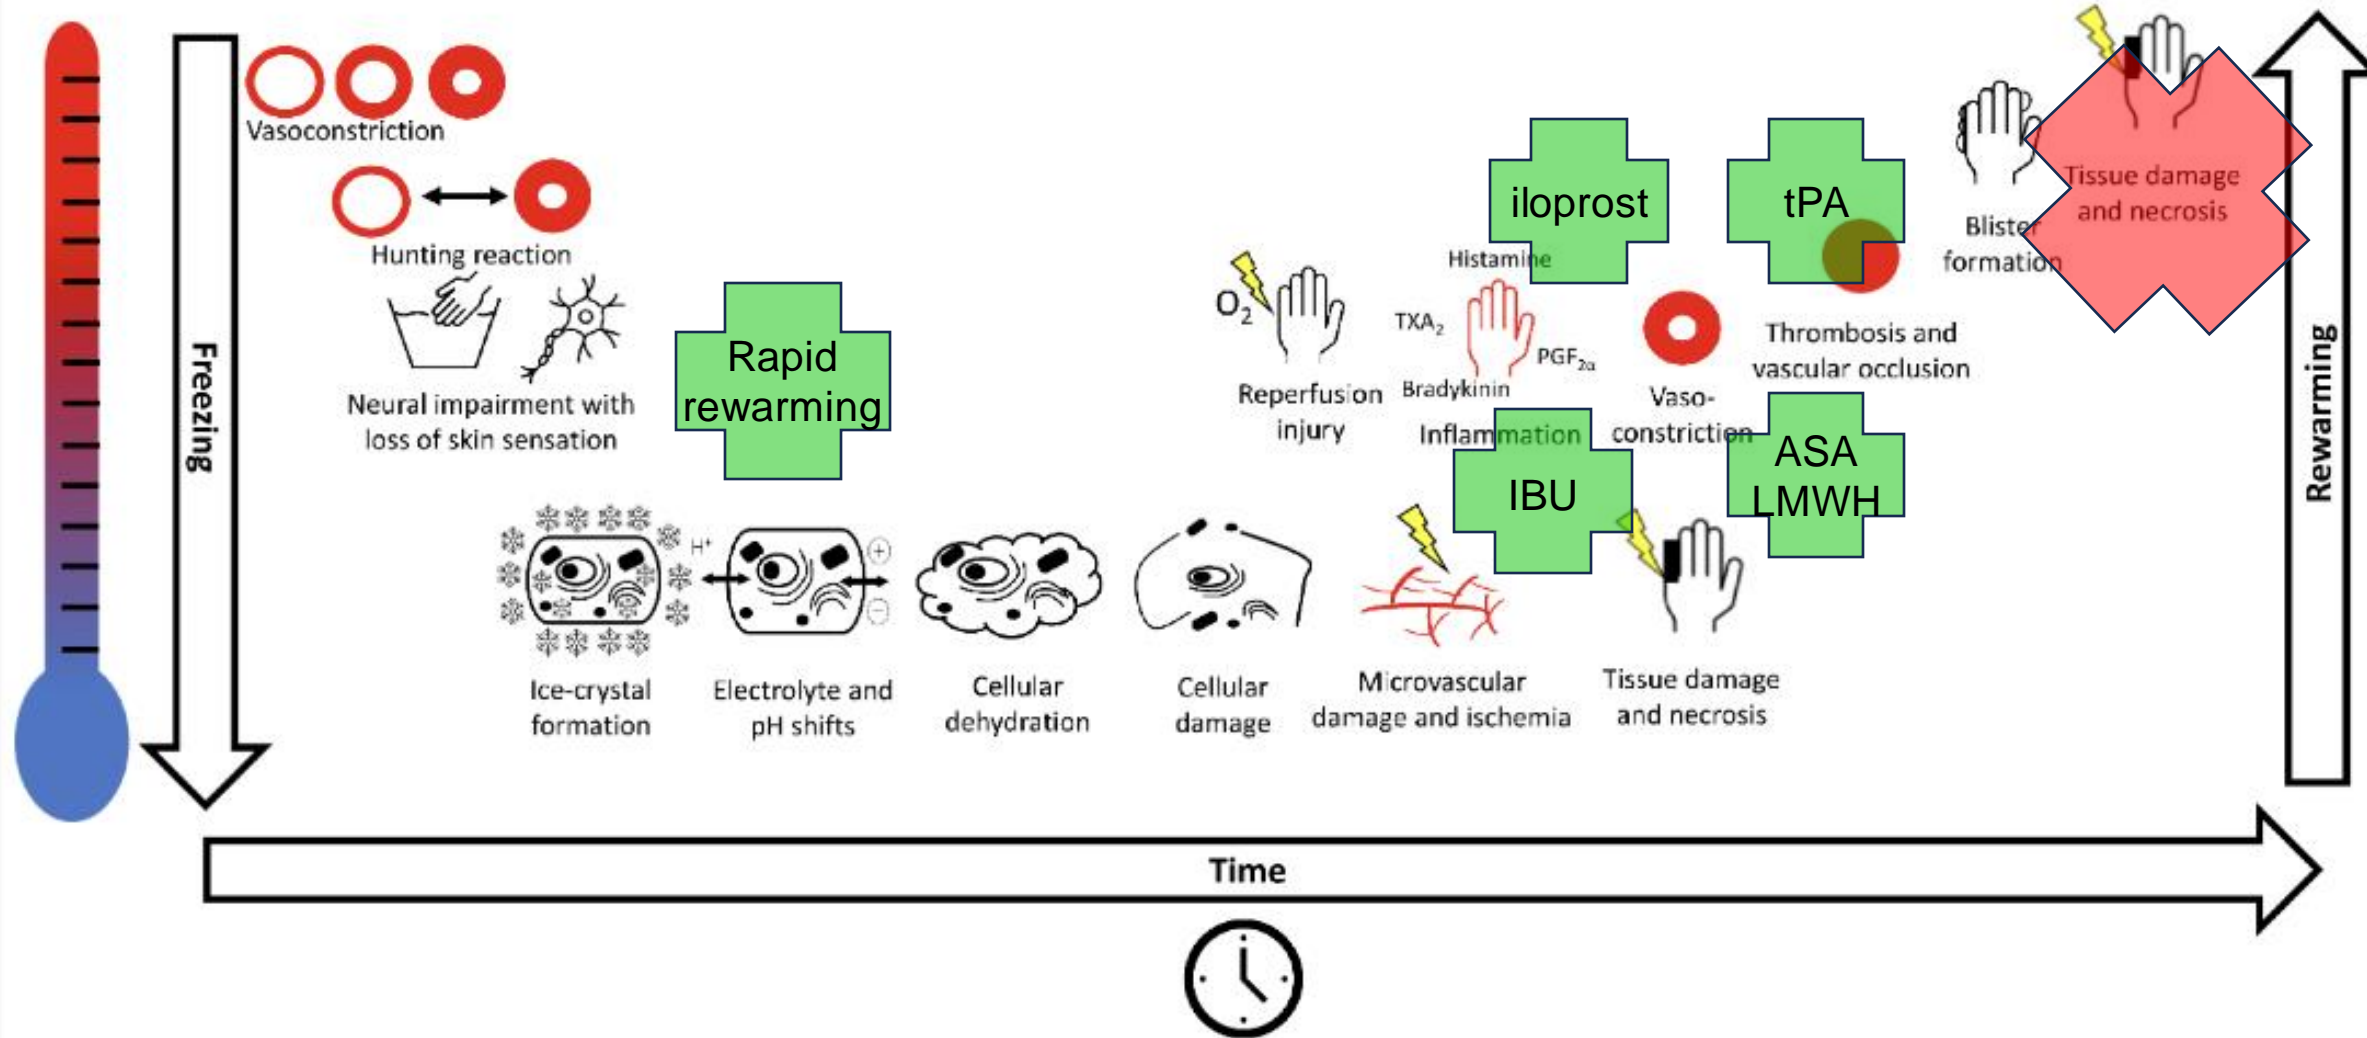 Freezing
Vasoconstriction
Hunting reaction
Neural impairment with
loss of skin sensation
Rapid
rewarming
H⁺
+
−
Ice-crystal
formation
Electrolyte and
pH shifts
Cellular
dehydration
Cellular
damage
Microvascular
damage and ischemia
Tissue damage
and necrosis
O₂
Reperfusion
injury
Histamine
TXA₂
PGF₂α
Bradykinin
Inflammation
iloprost
IBU
Vaso-
constriction
tPA
Thrombosis and
vascular occlusion
ASA
LMWH
Blister
formation
Tissue damage
and necrosis
Rewarming
Time